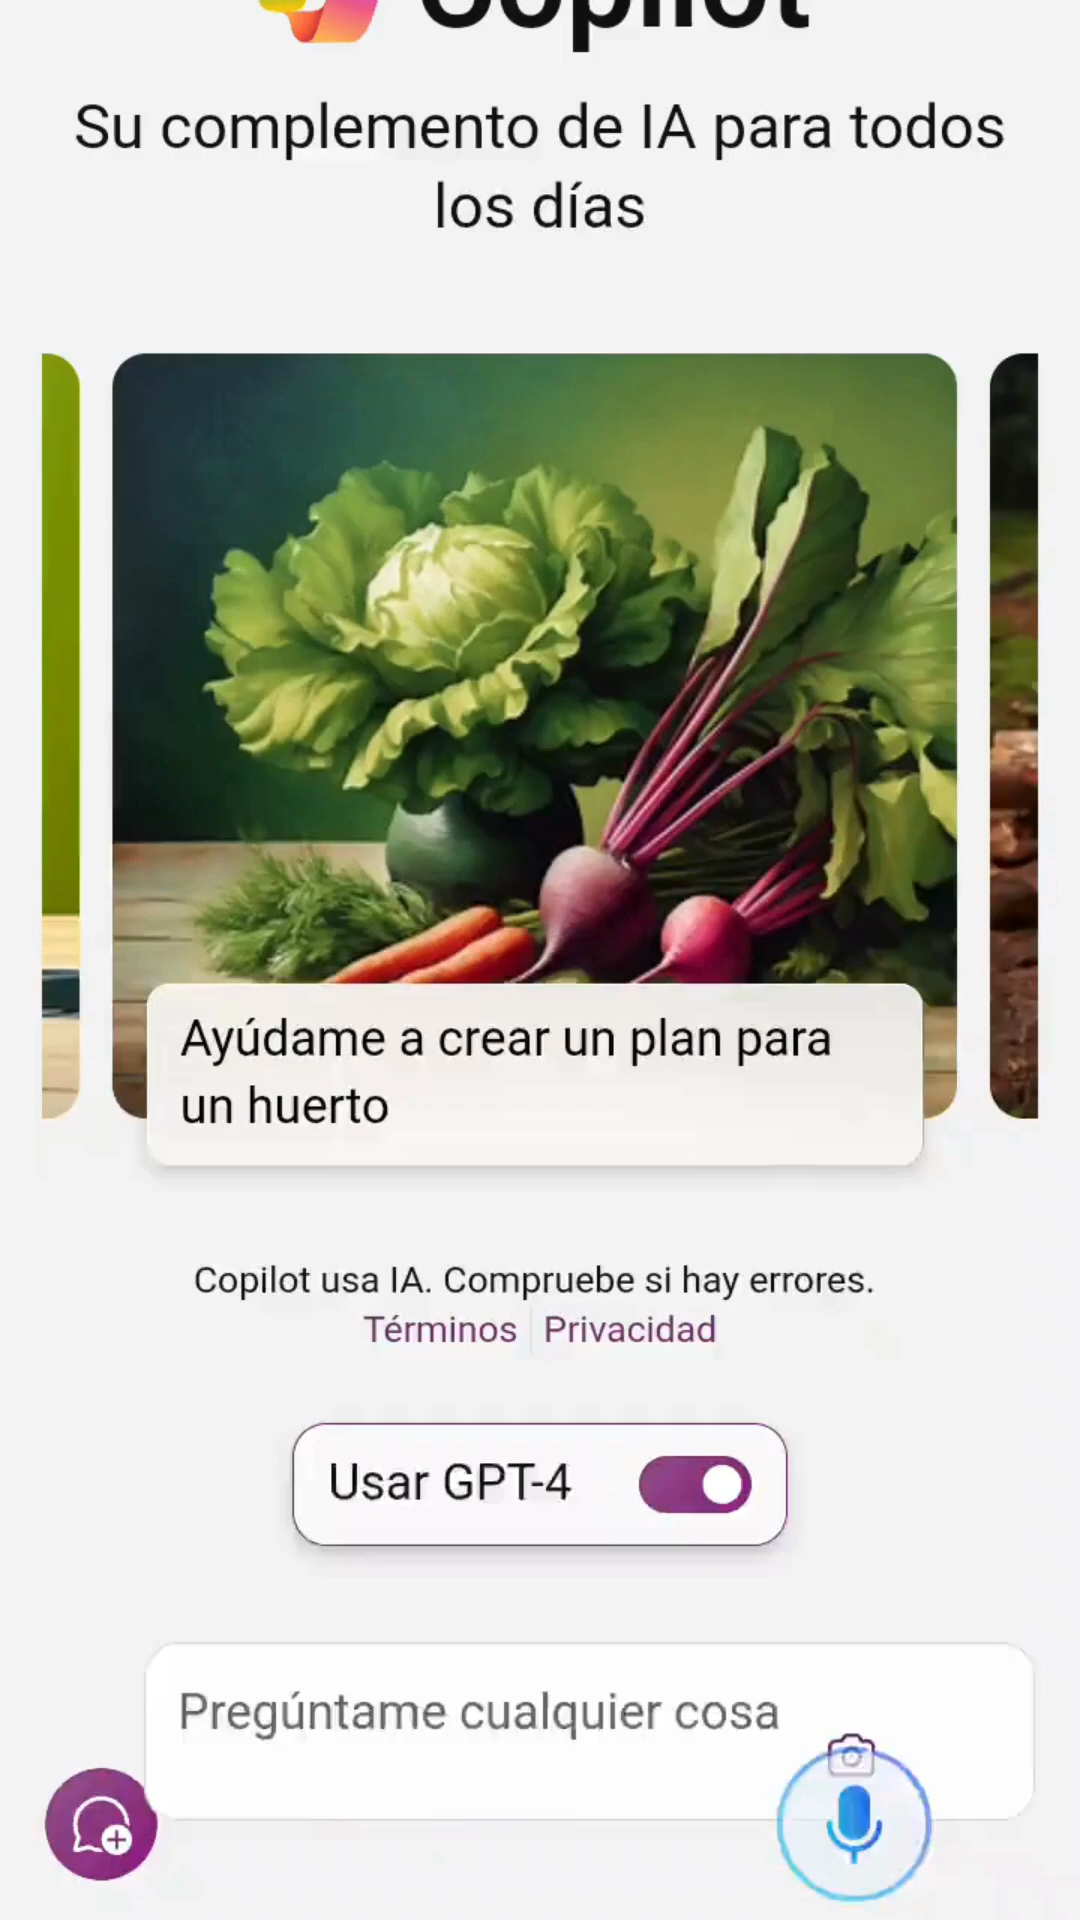 Copilot
Su complemento de IA para todos
los días
Ayúdame a crear un plan para
un huerto
Copilot usa IA. Compruebe si hay errores.
Términos Privacidad
Usar GPT-4
Pregúntame cualquier cosa